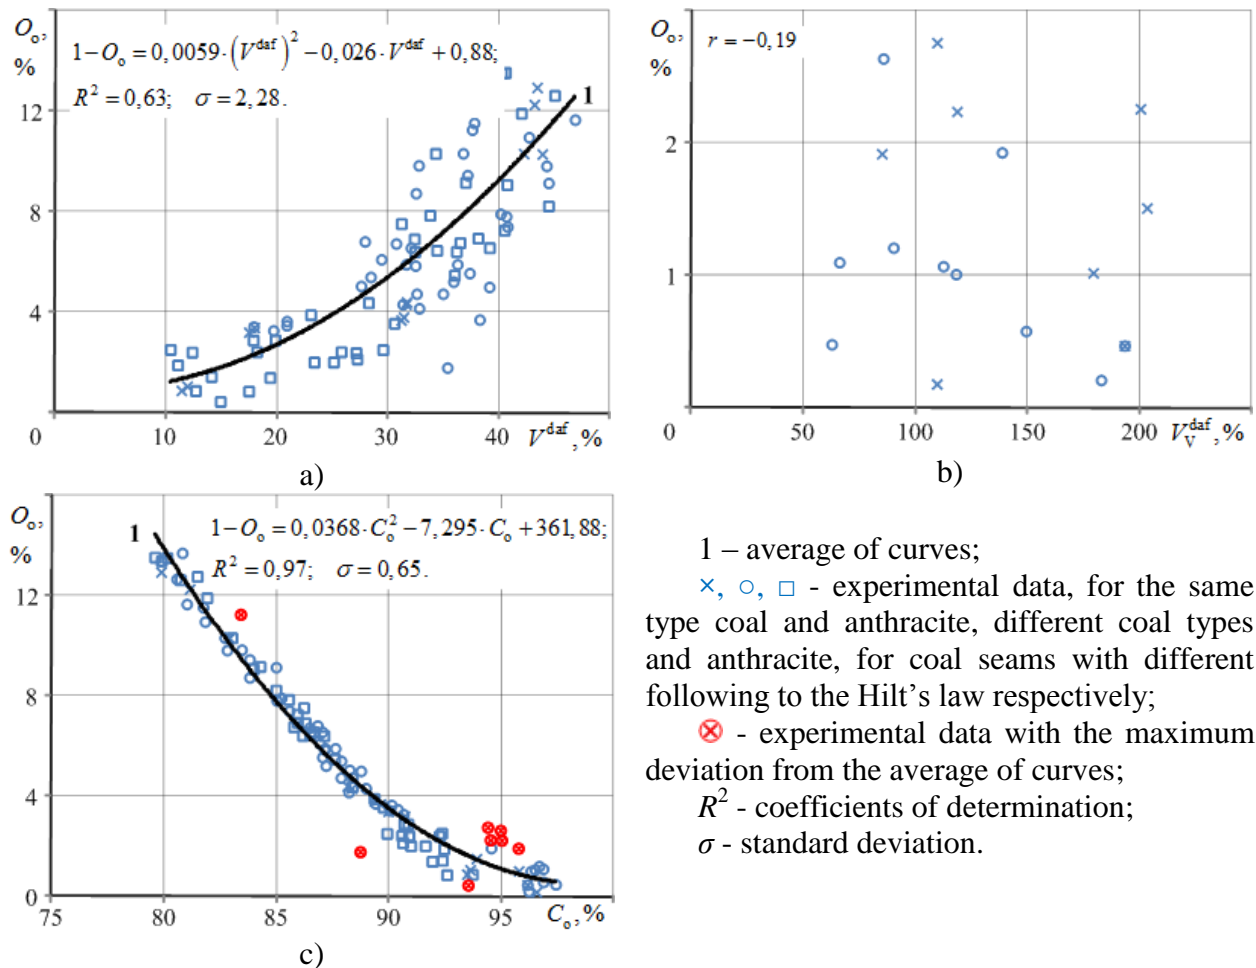 Oₒ,
%
1−Oₒ = 0,0059·(V^daf)²−0,026·V^daf+0,88;
R² = 0,63;   σ = 2,28.
1
12
8
4
0
10
20
30
40
V^daf,%
a)
Oₒ,
%
r = −0,19
2
1
0
50
100
150
200
V_V^daf,%
b)
Oₒ,
%
1
1−Oₒ = 0,0368·Cₒ²−7,295·Cₒ+361,88;
R² = 0,97;   σ = 0,65.
12
8
4
0
75
80
85
90
95
Cₒ,%
c)
1 – average of curves;
×, ○, □ - experimental data, for the same
type coal and anthracite, different coal types
and anthracite, for coal seams with different
following to the Hilt’s law respectively;
⊗ - experimental data with the maximum
deviation from the average of curves;
R² - coefficients of determination;
σ - standard deviation.